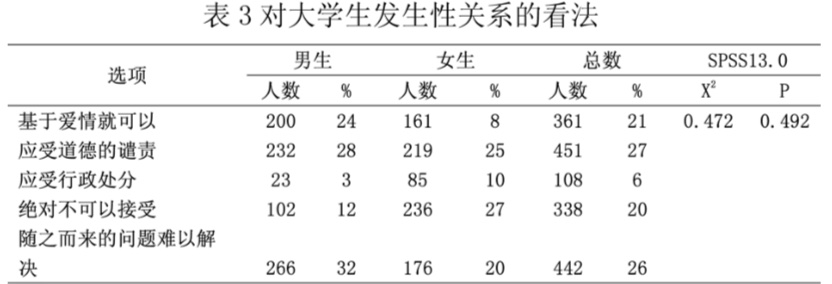 表 3 对大学生发生性关系的看法
选项 男生 女生 总数 SPSS13.0
人数 % 人数 % 人数 % X² P
基于爱情就可以 200 24 161 8 361 21 0.472 0.492
应受道德的谴责 232 28 219 25 451 27
应受行政处分 23 3 85 10 108 6
绝对不可以接受 102 12 236 27 338 20
随之而来的问题难以解
决 266 32 176 20 442 26